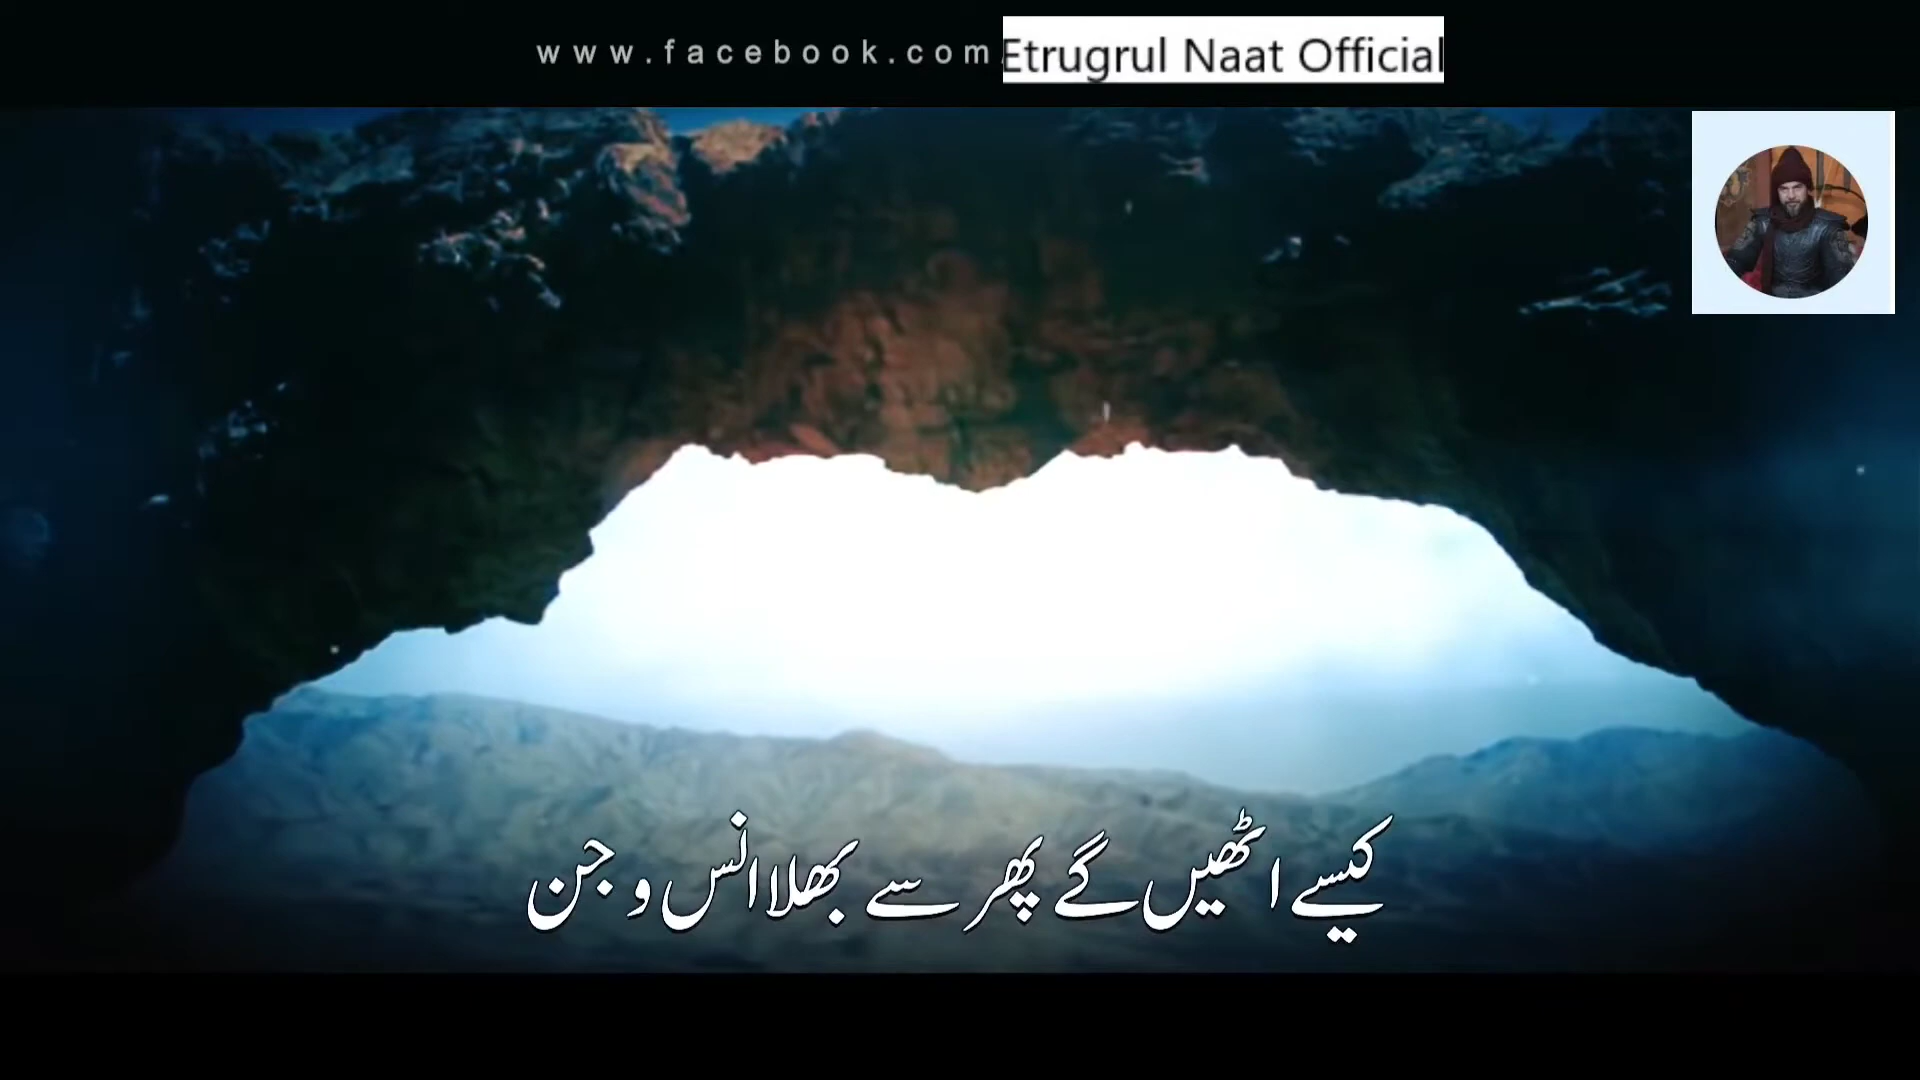 www.facebook.com/
Etrugrul Naat Official
کیسے اٹھیں گے پھر سے بھلا انس و جن